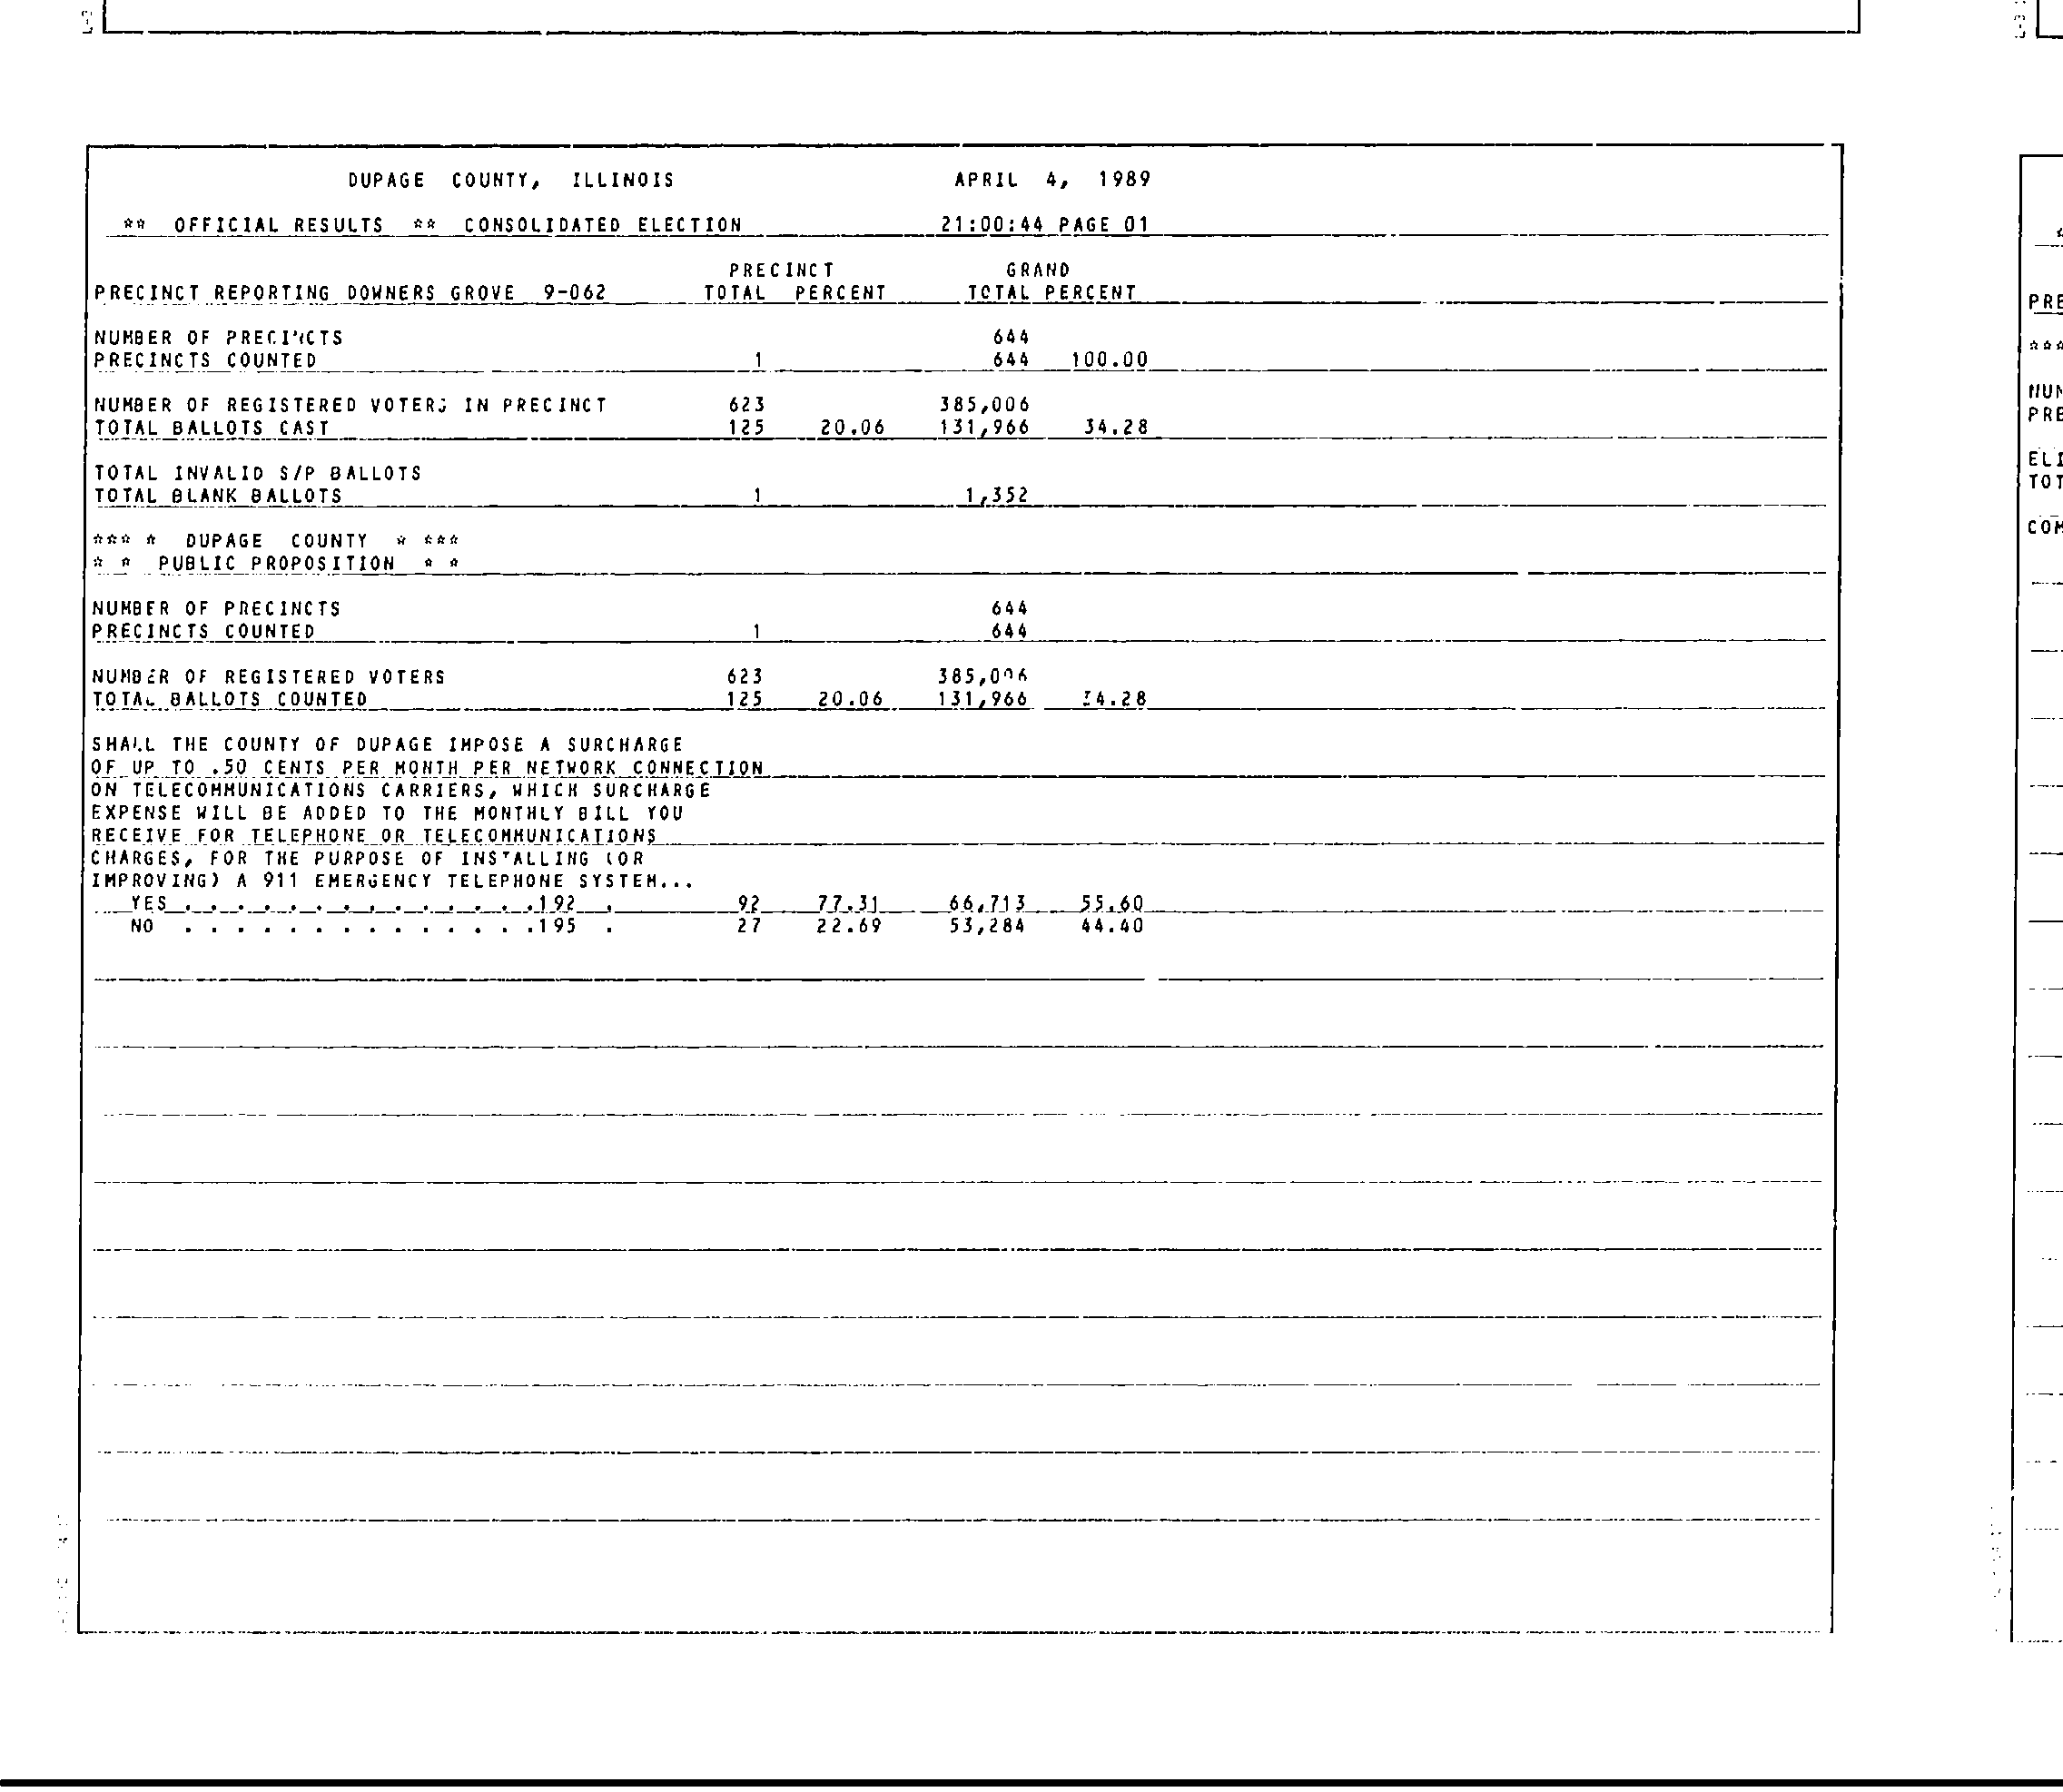 DUPAGE COUNTY, ILLINOIS APRIL 4, 1989
** OFFICIAL RESULTS ** CONSOLIDATED ELECTION 21:00:44 PAGE 01
PRECINCT GRAND
PRECINCT REPORTING DOWNERS GROVE 9-062 TOTAL PERCENT TOTAL PERCENT
NUMBER OF PRECINCTS 644
PRECINCTS COUNTED 1 644 100.00
NUMBER OF REGISTERED VOTERS IN PRECINCT 623 385,006
TOTAL BALLOTS CAST 125 20.06 131,966 34.28
TOTAL INVALID S/P BALLOTS
TOTAL BLANK BALLOTS 1 1,352
*** * DUPAGE COUNTY * ***
* * PUBLIC PROPOSITION * *
NUMBER OF PRECINCTS 644
PRECINCTS COUNTED 1 644
NUMBER OF REGISTERED VOTERS 623 385,006
TOTAL BALLOTS COUNTED 125 20.06 131,966 34.28
SHALL THE COUNTY OF DUPAGE IMPOSE A SURCHARGE
OF UP TO .50 CENTS PER MONTH PER NETWORK CONNECTION
ON TELECOMMUNICATIONS CARRIERS, WHICH SURCHARGE
EXPENSE WILL BE ADDED TO THE MONTHLY BILL YOU
RECEIVE FOR TELEPHONE OR TELECOMMUNICATIONS
CHARGES, FOR THE PURPOSE OF INSTALLING (OR
IMPROVING) A 911 EMERGENCY TELEPHONE SYSTEM...
YES . . . . . . . . . . . . . .192 . 92 77.31 66,713 55.60
NO . . . . . . . . . . . . . .195 . 27 22.69 53,284 44.40